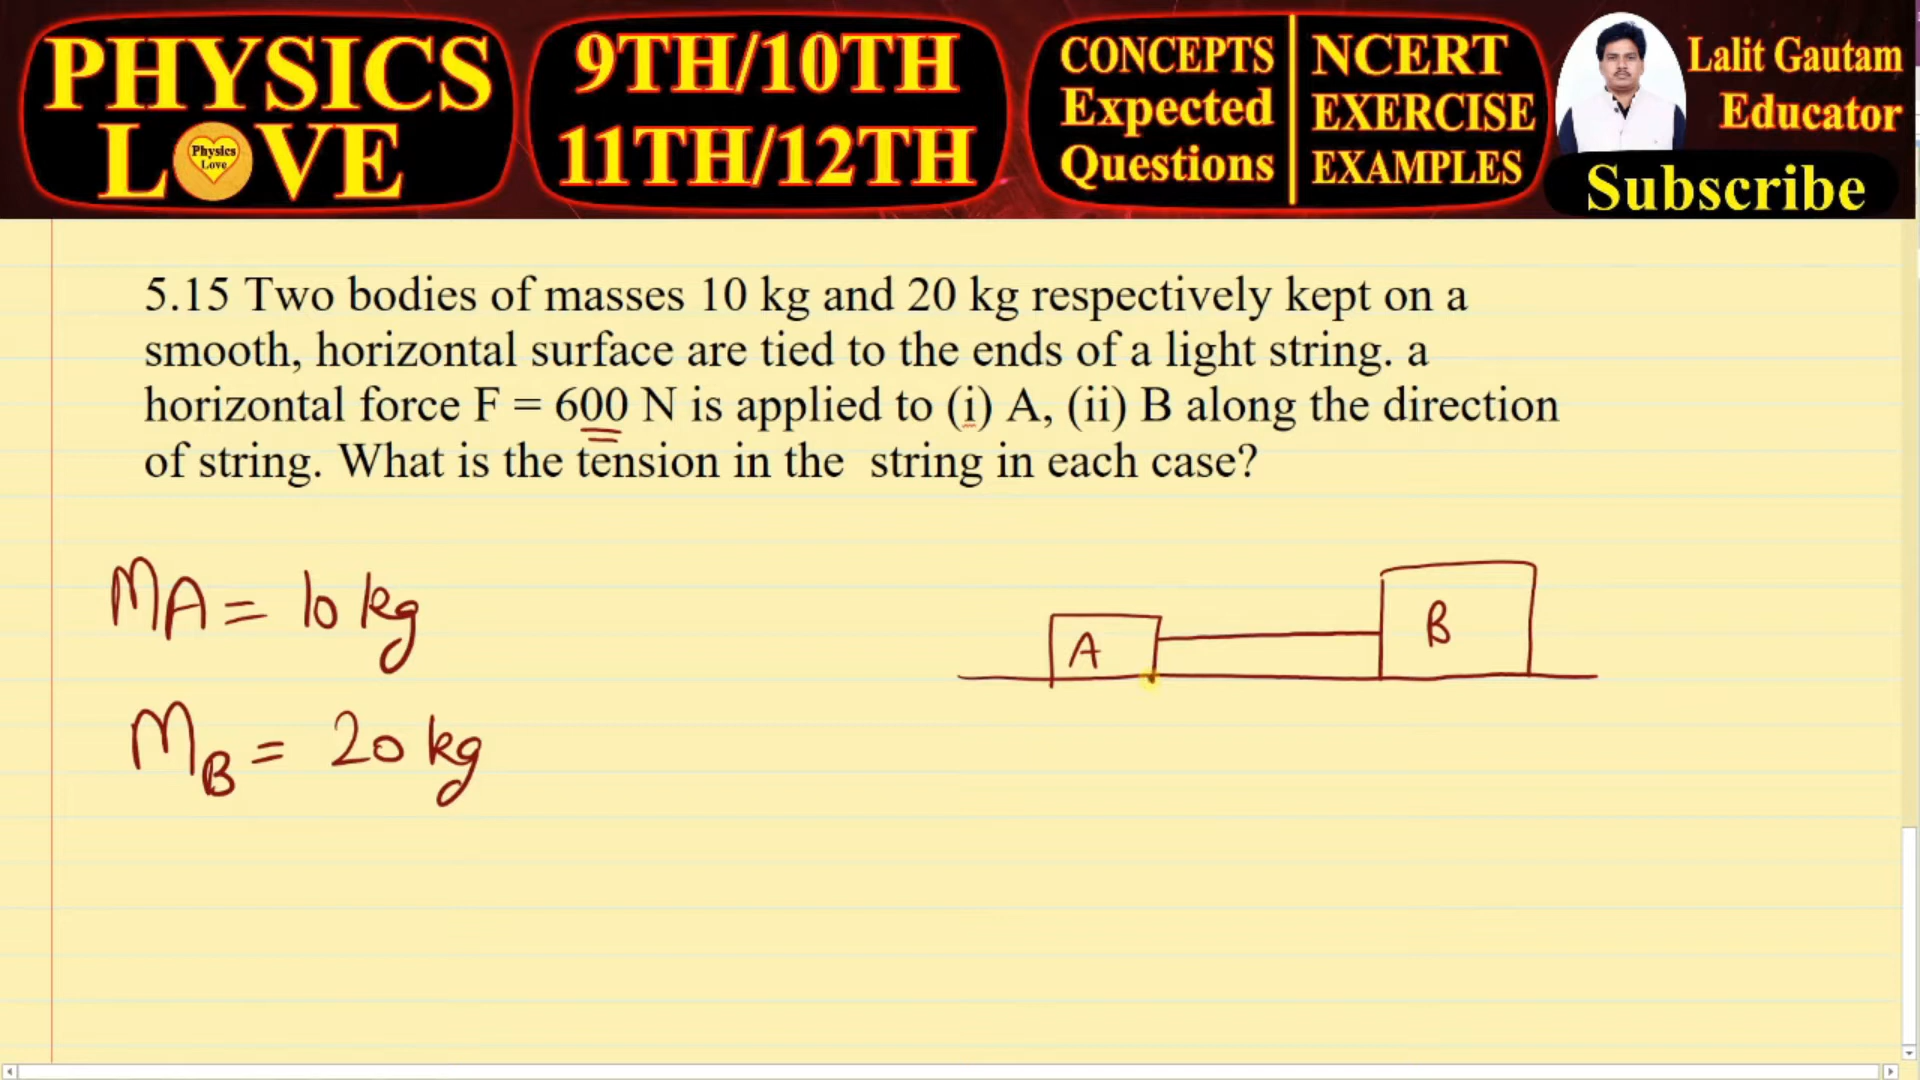 PHYSICS
LOVE
Physics
Love
9TH/10TH
11TH/12TH
CONCEPTS
Expected
Questions
NCERT
EXERCISE
EXAMPLES
Lalit Gautam
Educator
Subscribe
5.15 Two bodies of masses 10 kg and 20 kg respectively kept on a
smooth, horizontal surface are tied to the ends of a light string. a
horizontal force F = 600 N is applied to (i) A, (ii) B along the direction
of string. What is the tension in the string in each case?
MA = 10 kg
MB = 20 kg
A
B